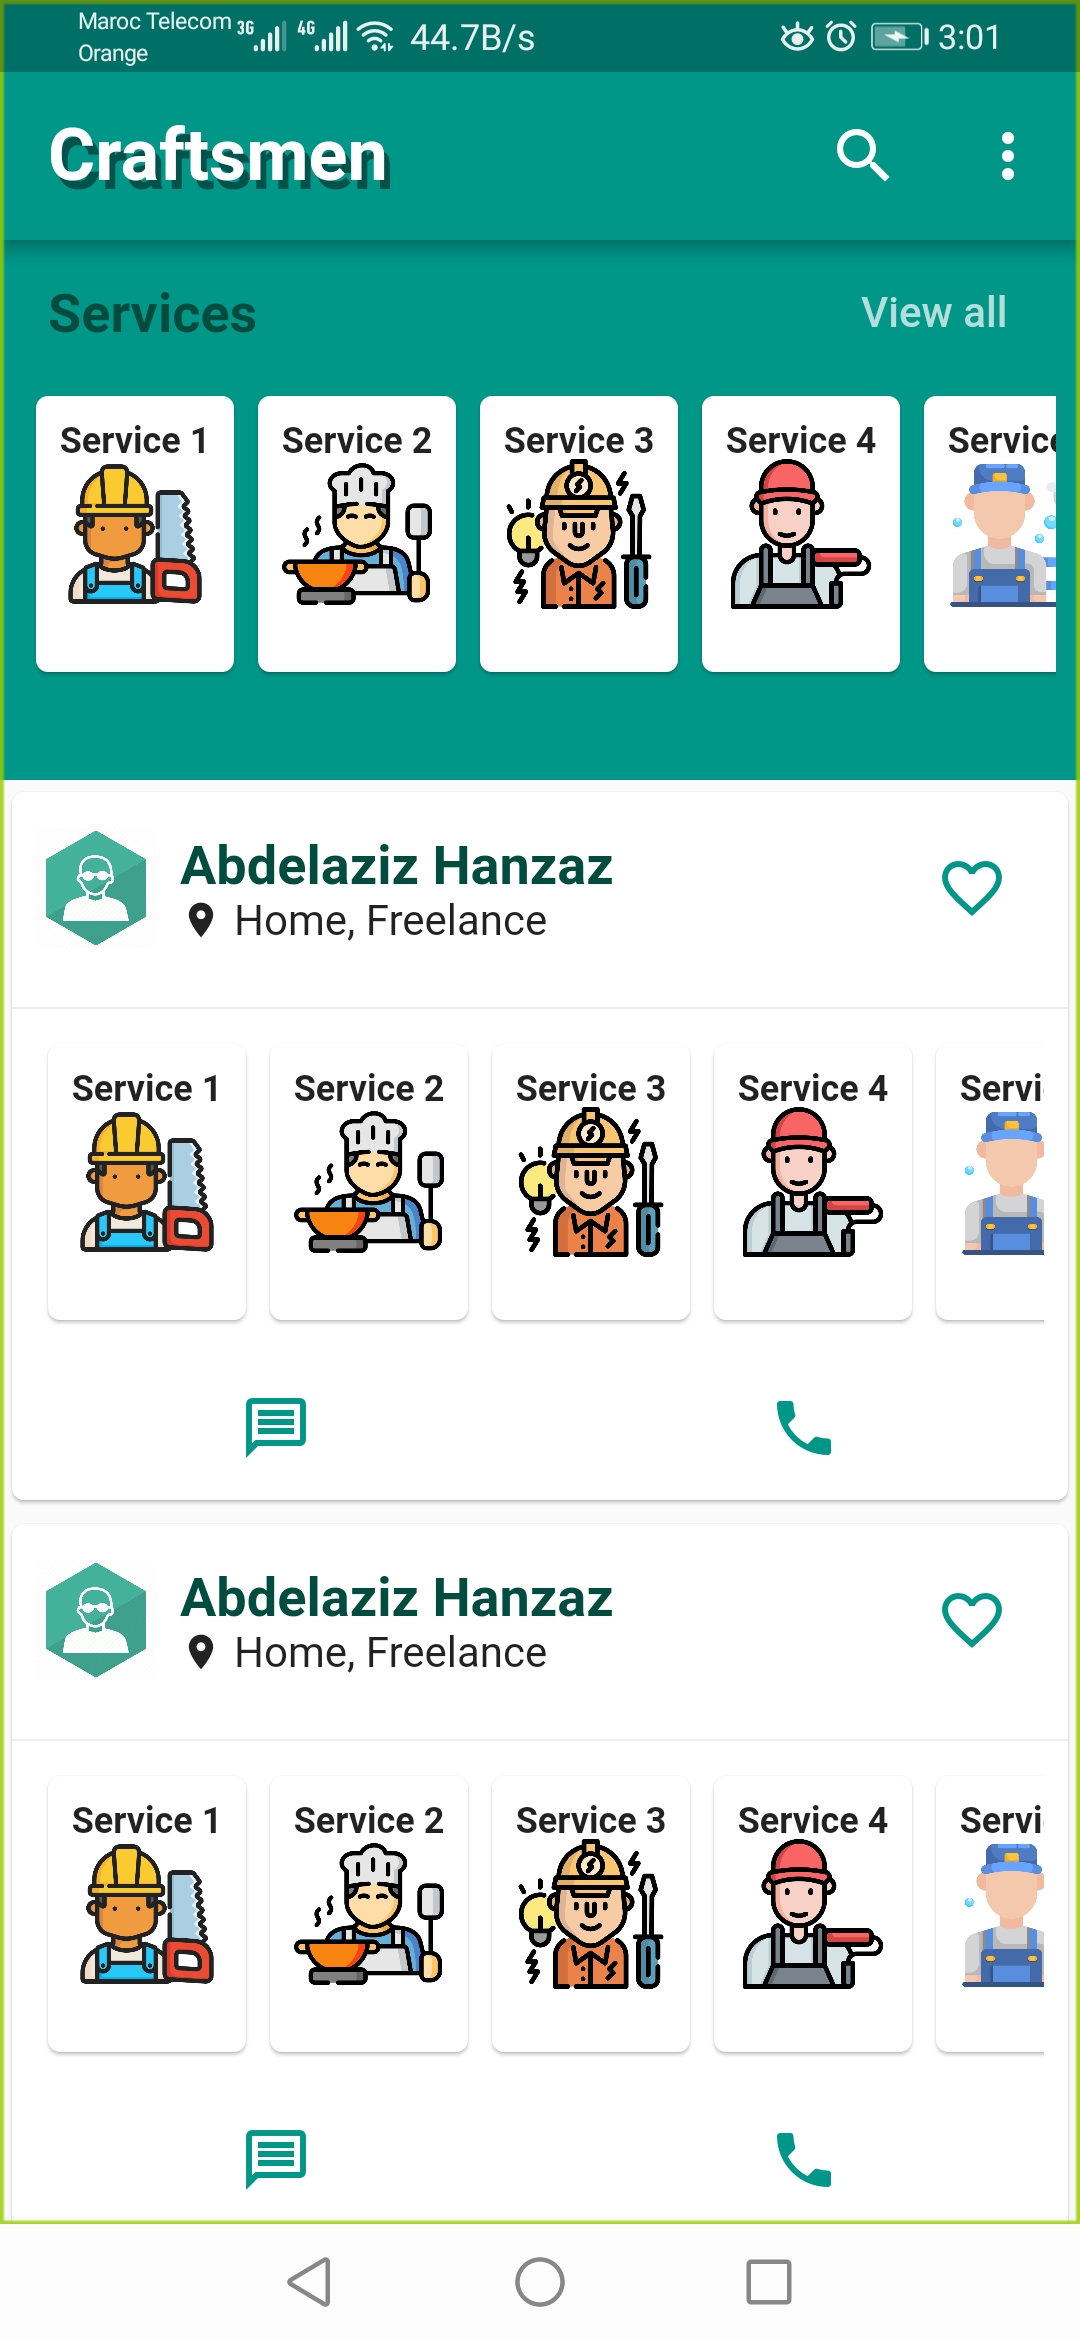 Maroc Telecom 3G 4G 44.7B/s 3:01
Orange
Craftsmen
Services View all
Service 1 Service 2 Service 3 Service 4 Service
Abdelaziz Hanzaz
Home, Freelance
Service 1 Service 2 Service 3 Service 4 Servi
Abdelaziz Hanzaz
Home, Freelance
Service 1 Service 2 Service 3 Service 4 Servi